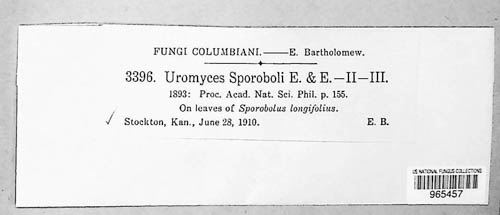 FUNGI COLUMBIANI.——E. Bartholomew.
3396. Uromyces Sporoboli E. & E.—II—III.
1893: Proc. Acad. Nat. Sci. Phil. p. 155.
On leaves of Sporobolus longifolius.
✓ Stockton, Kan., June 28, 1910. E. B.
US NATIONAL FUNGUS COLLECTIONS
965457